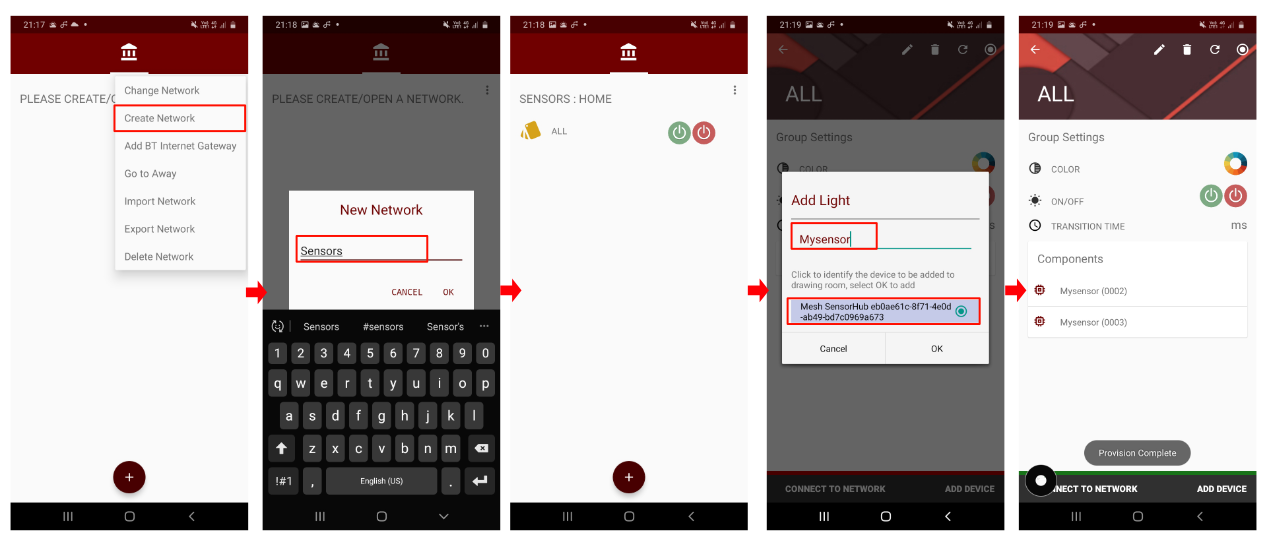 21:17
PLEASE CREATE/O
Change Network
Create Network
Add BT Internet Gateway
Go to Away
Import Network
Export Network
Delete Network
+
21:18
PLEASE CREATE/OPEN A NETWORK.
New Network
Sensors
CANCEL OK
Sensors #sensors Sensor's ...
1 2 3 4 5 6 7 8 9 0
q w e r t y u i o p
a s d f g h j k l
z x c v b n m
!#1 , English (US) .
21:18
SENSORS : HOME
ALL
+
21:19
ALL
Group Settings
COLOR
Add Light
Mysensor
Click to identify the device to be added to
drawing room, select OK to add
Mesh SensorHub eb0ae61c-8f71-4e0d
-ab49-bd7c0969a673
Cancel OK
CONNECT TO NETWORK ADD DEVICE
21:19
ALL
Group Settings
COLOR
ON/OFF
TRANSITION TIME ms
Components
Mysensor (0002)
Mysensor (0003)
Provision Complete
NNECT TO NETWORK ADD DEVICE